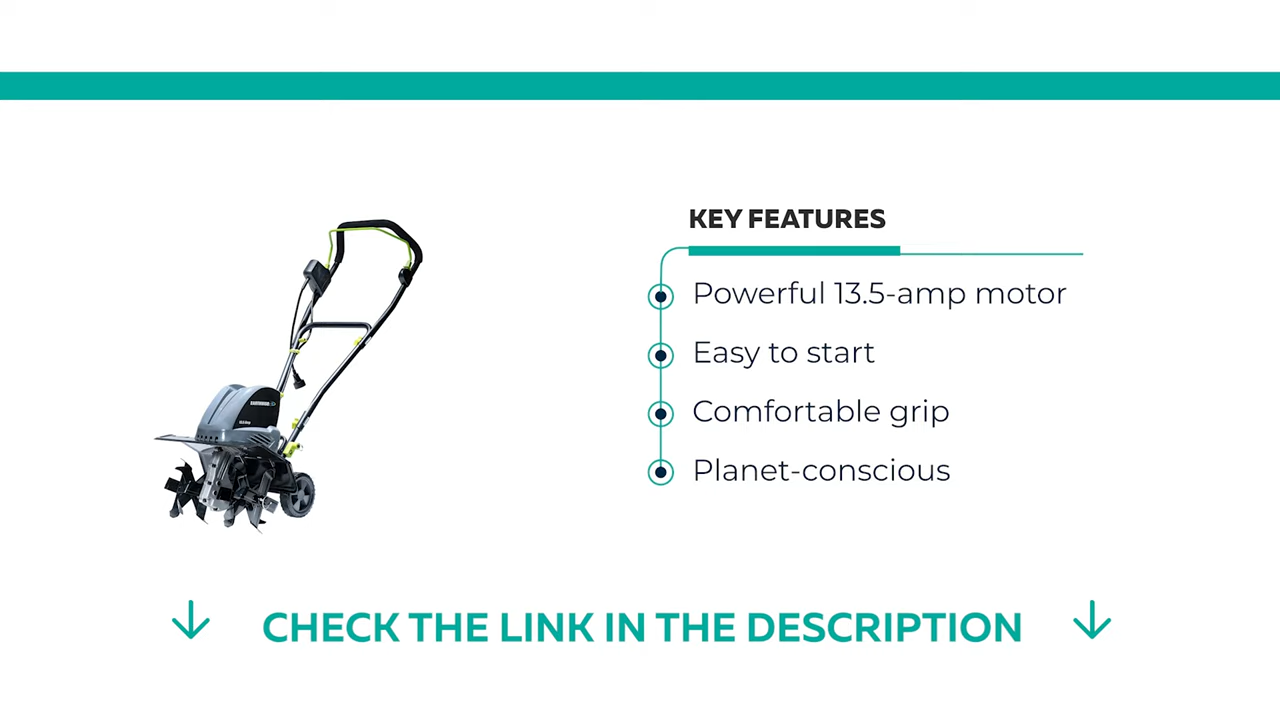 KEY FEATURES
Powerful 13.5-amp motor
Easy to start
Comfortable grip
Planet-conscious
EARTHWISE
CHECK THE LINK IN THE DESCRIPTION